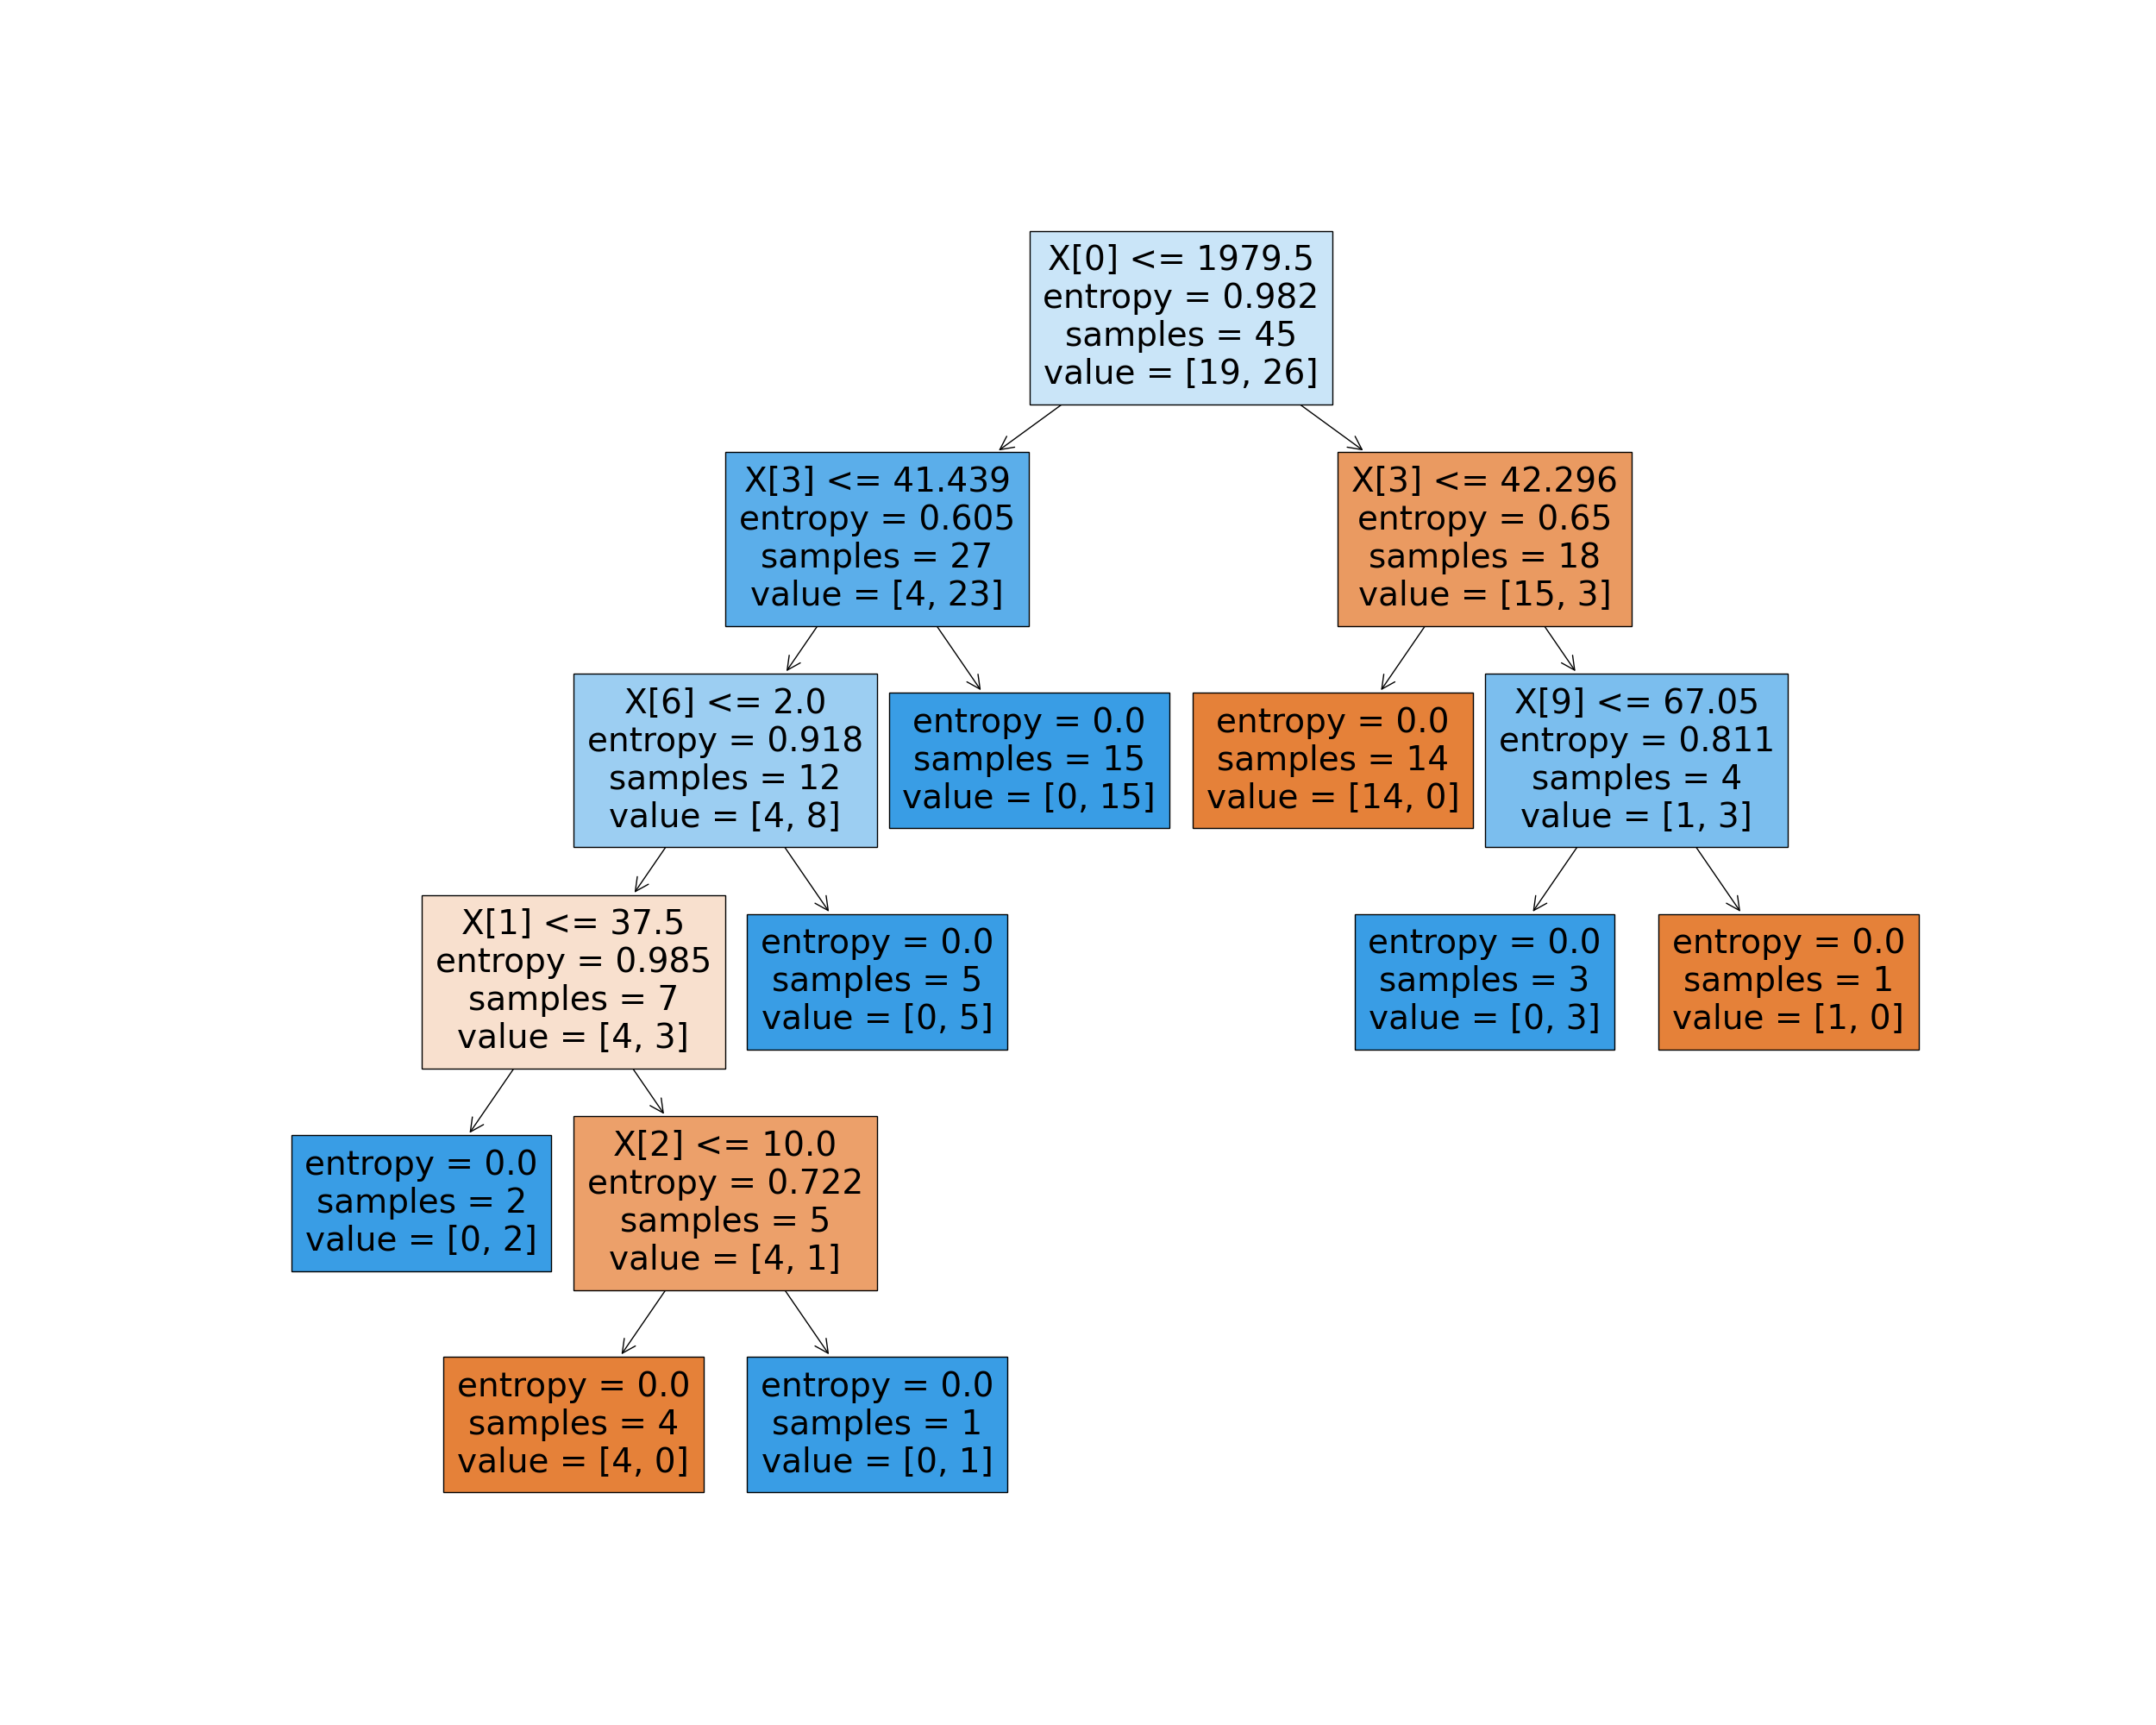 X[0] <= 1979.5
entropy = 0.982
samples = 45
value = [19, 26]
X[3] <= 41.439
entropy = 0.605
samples = 27
value = [4, 23]
X[3] <= 42.296
entropy = 0.65
samples = 18
value = [15, 3]
X[6] <= 2.0
entropy = 0.918
samples = 12
value = [4, 8]
entropy = 0.0
samples = 15
value = [0, 15]
entropy = 0.0
samples = 14
value = [14, 0]
X[9] <= 67.05
entropy = 0.811
samples = 4
value = [1, 3]
X[1] <= 37.5
entropy = 0.985
samples = 7
value = [4, 3]
entropy = 0.0
samples = 5
value = [0, 5]
entropy = 0.0
samples = 3
value = [0, 3]
entropy = 0.0
samples = 1
value = [1, 0]
entropy = 0.0
samples = 2
value = [0, 2]
X[2] <= 10.0
entropy = 0.722
samples = 5
value = [4, 1]
entropy = 0.0
samples = 4
value = [4, 0]
entropy = 0.0
samples = 1
value = [0, 1]